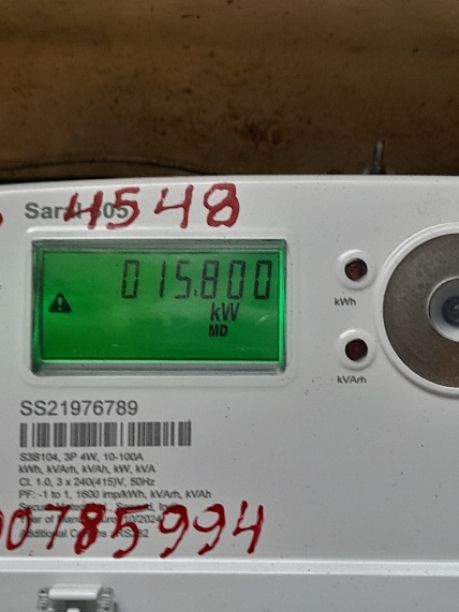 4548
015.800
kW
MD
kWh
kVArh
SS21976789
S3B104, 3P 4W, 10-100A
kWh, kVArh, kVAh, kW, kVA
Cl. 1.0, 3 x 240(415)V, 50Hz
PF: -1 to 1, 1600 imp/kWh, kVArh, kVAh
00785994